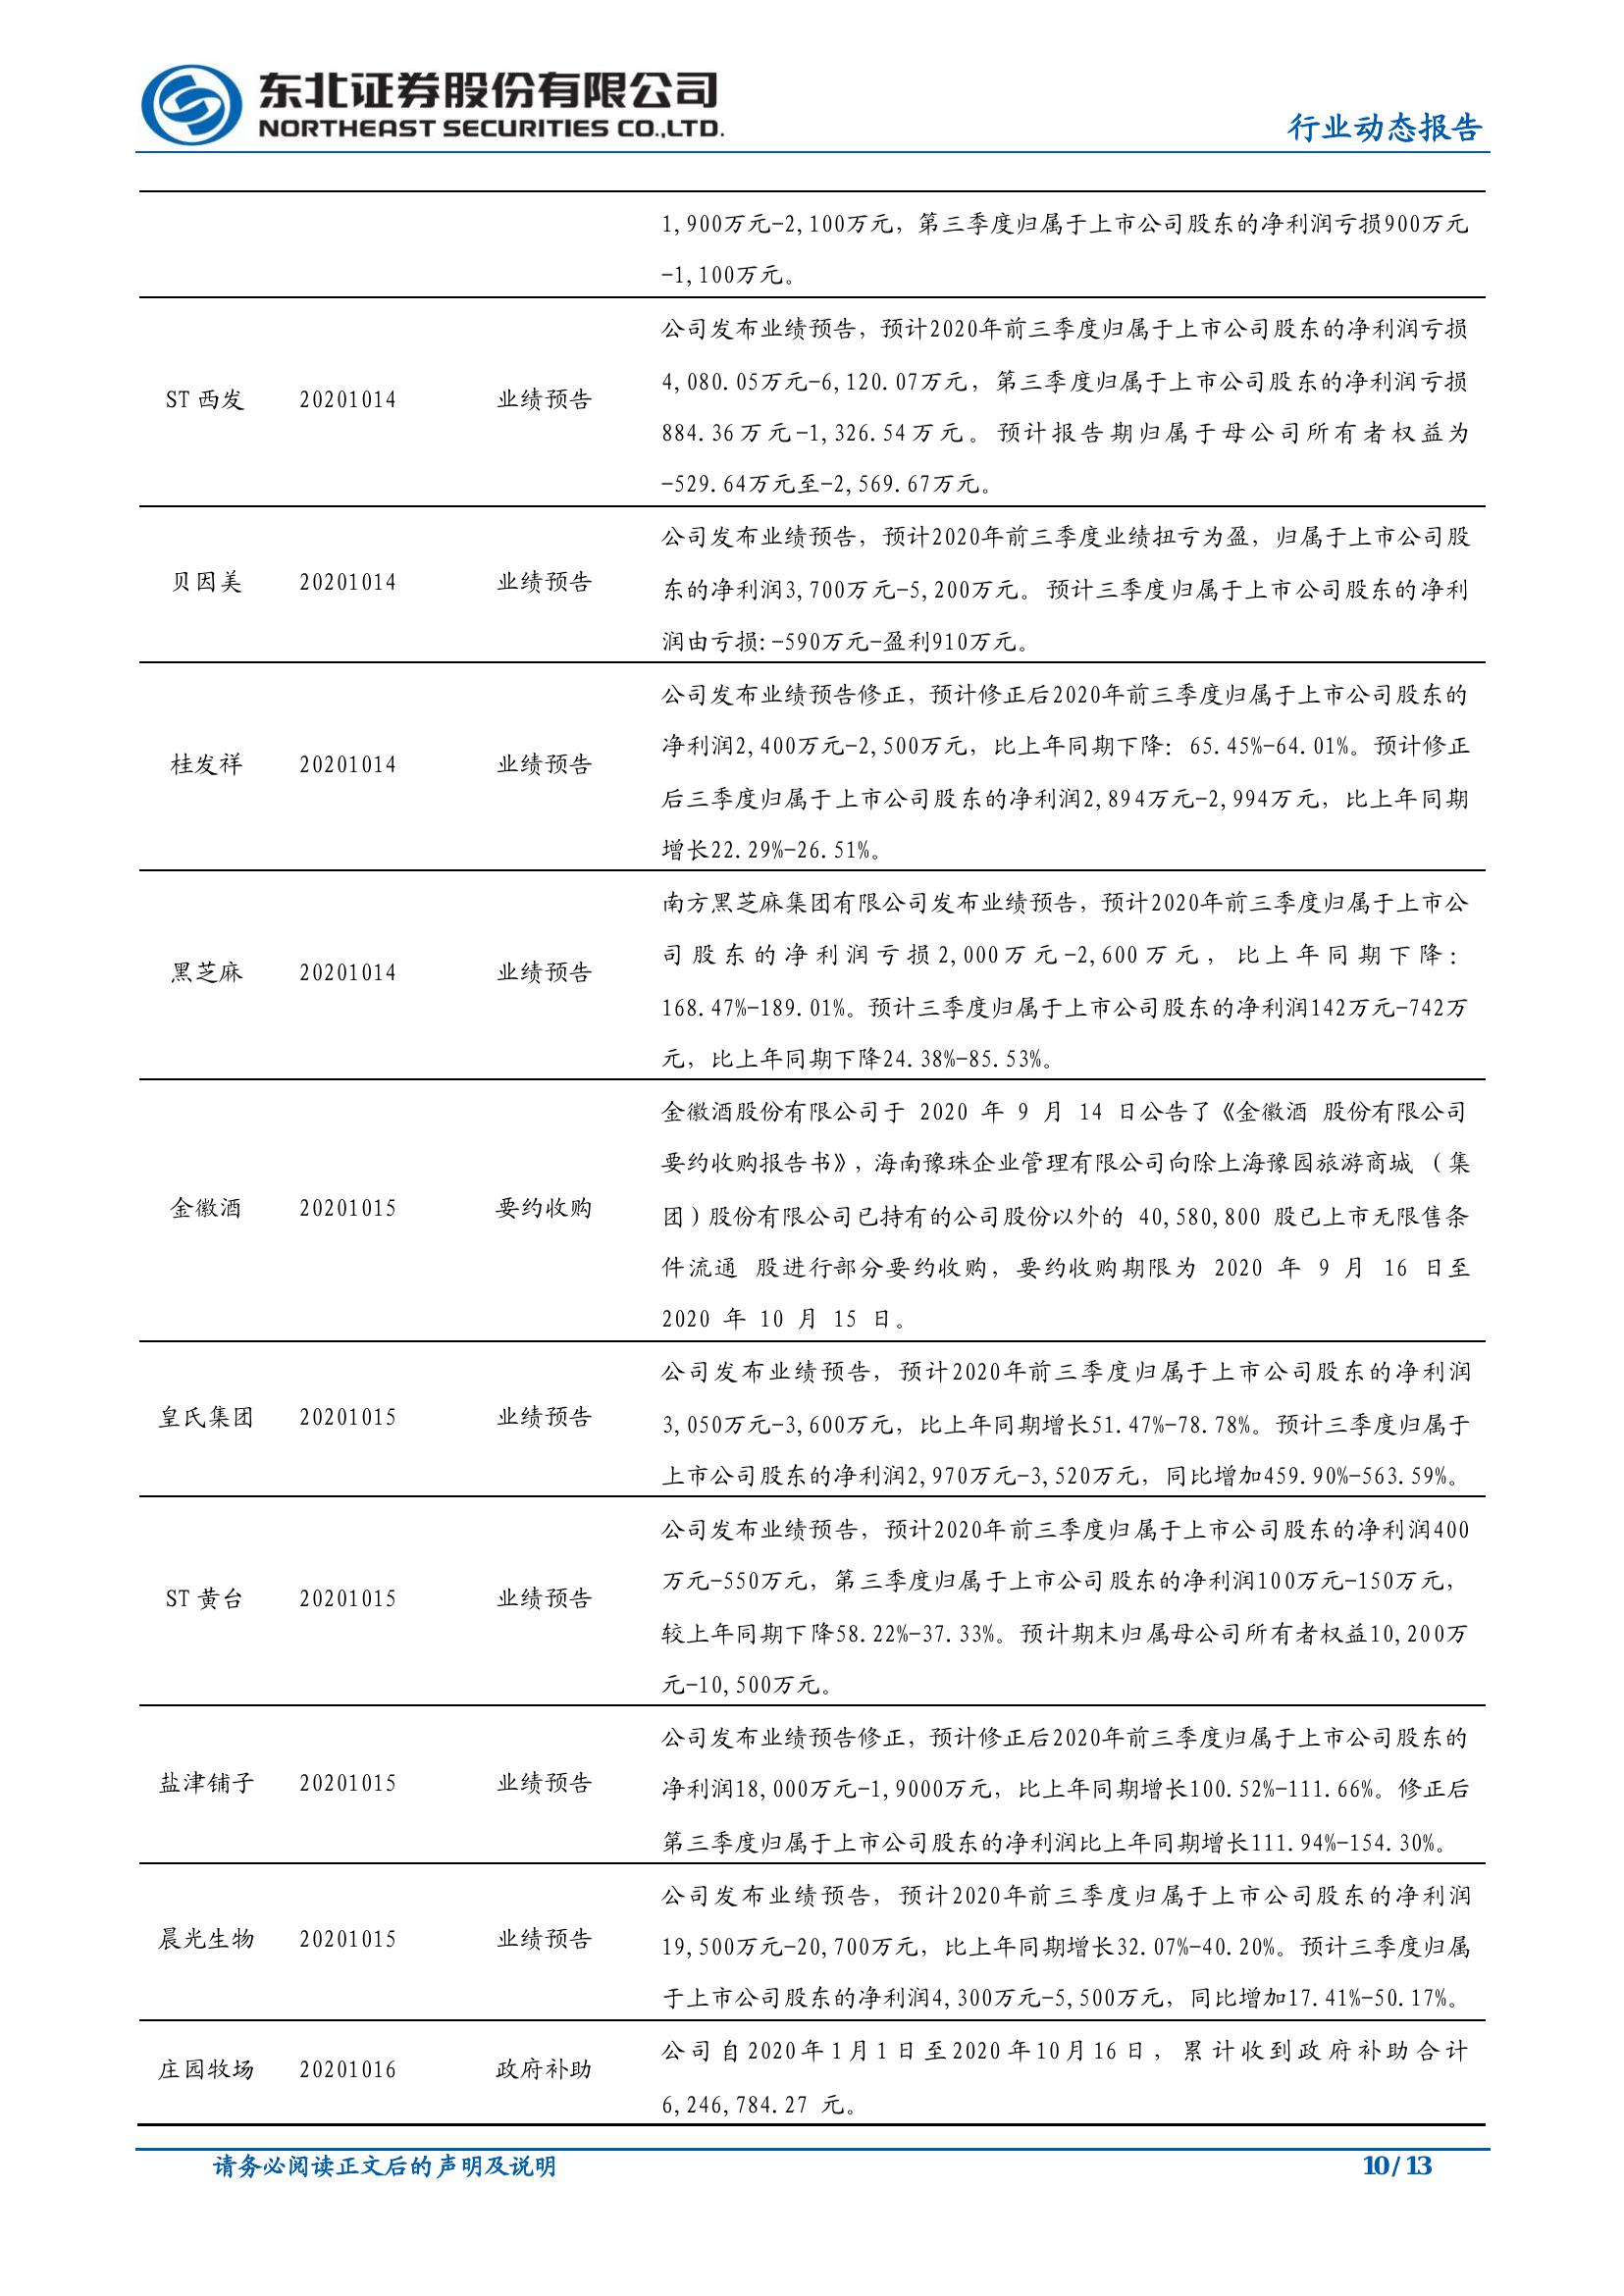 东北证券股份有限公司
NORTHEAST SECURITIES CO.,LTD.
行业动态报告
1,900万元-2,100万元，第三季度归属于上市公司股东的净利润亏损900万元
-1,100万元。
ST 西发 20201014 业绩预告
公司发布业绩预告，预计2020年前三季度归属于上市公司股东的净利润亏损
4,080.05万元-6,120.07万元，第三季度归属于上市公司股东的净利润亏损
884.36万元-1,326.54万元。预计报告期归属于母公司所有者权益为
-529.64万元至-2,569.67万元。
贝因美 20201014 业绩预告
公司发布业绩预告，预计2020年前三季度业绩扭亏为盈，归属于上市公司股
东的净利润3,700万元-5,200万元。预计三季度归属于上市公司股东的净利
润由亏损:-590万元-盈利910万元。
桂发祥 20201014 业绩预告
公司发布业绩预告修正，预计修正后2020年前三季度归属于上市公司股东的
净利润2,400万元-2,500万元，比上年同期下降：65.45%-64.01%。预计修正
后三季度归属于上市公司股东的净利润2,894万元-2,994万元，比上年同期
增长22.29%-26.51%。
黑芝麻 20201014 业绩预告
南方黑芝麻集团有限公司发布业绩预告，预计2020年前三季度归属于上市公
司股东的净利润亏损2,000万元-2,600万元，比上年同期下降：
168.47%-189.01%。预计三季度归属于上市公司股东的净利润142万元-742万
元，比上年同期下降24.38%-85.53%。
金徽酒 20201015 要约收购
金徽酒股份有限公司于 2020 年 9 月 14 日公告了《金徽酒 股份有限公司
要约收购报告书》，海南豫珠企业管理有限公司向除上海豫园旅游商城 （集
团）股份有限公司已持有的公司股份以外的 40,580,800 股已上市无限售条
件流通 股进行部分要约收购，要约收购期限为 2020 年 9 月 16 日至
2020 年 10 月 15 日。
皇氏集团 20201015 业绩预告
公司发布业绩预告，预计2020年前三季度归属于上市公司股东的净利润
3,050万元-3,600万元，比上年同期增长51.47%-78.78%。预计三季度归属于
上市公司股东的净利润2,970万元-3,520万元，同比增加459.90%-563.59%。
ST 黄台 20201015 业绩预告
公司发布业绩预告，预计2020年前三季度归属于上市公司股东的净利润400
万元-550万元，第三季度归属于上市公司股东的净利润100万元-150万元，
较上年同期下降58.22%-37.33%。预计期末归属母公司所有者权益10,200万
元-10,500万元。
盐津铺子 20201015 业绩预告
公司发布业绩预告修正，预计修正后2020年前三季度归属于上市公司股东的
净利润18,000万元-1,9000万元，比上年同期增长100.52%-111.66%。修正后
第三季度归属于上市公司股东的净利润比上年同期增长111.94%-154.30%。
晨光生物 20201015 业绩预告
公司发布业绩预告，预计2020年前三季度归属于上市公司股东的净利润
19,500万元-20,700万元，比上年同期增长32.07%-40.20%。预计三季度归属
于上市公司股东的净利润4,300万元-5,500万元，同比增加17.41%-50.17%。
庄园牧场 20201016 政府补助
公司自2020年1月1日至2020年10月16日，累计收到政府补助合计
6,246,784.27 元。
请务必阅读正文后的声明及说明
10 / 13